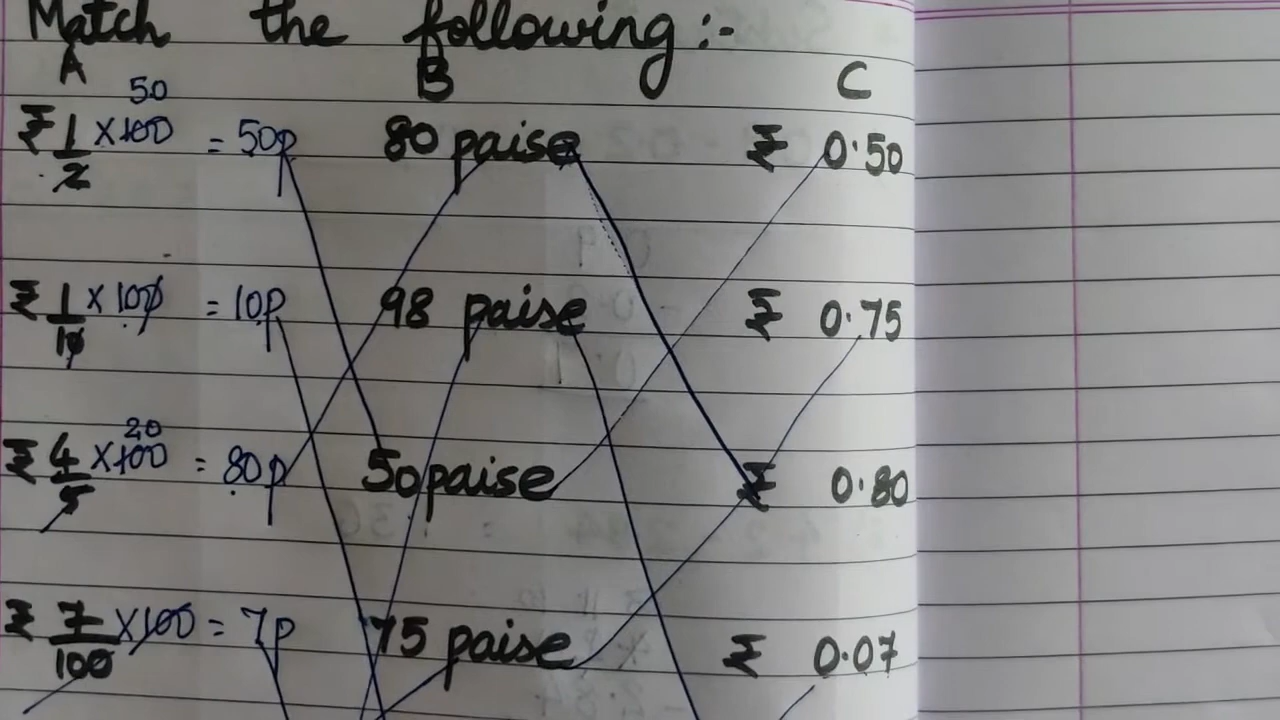 Match the following :-
A B C
50
₹ 1/2 × 100 = 50p 80 paise ₹ 0.50
₹ 1/10 × 100 = 10p 98 paise ₹ 0.75
20
₹ 4/5 × 100 = 80p 50 paise ₹ 0.80
₹ 7/100 × 100 = 7p 75 paise ₹ 0.07